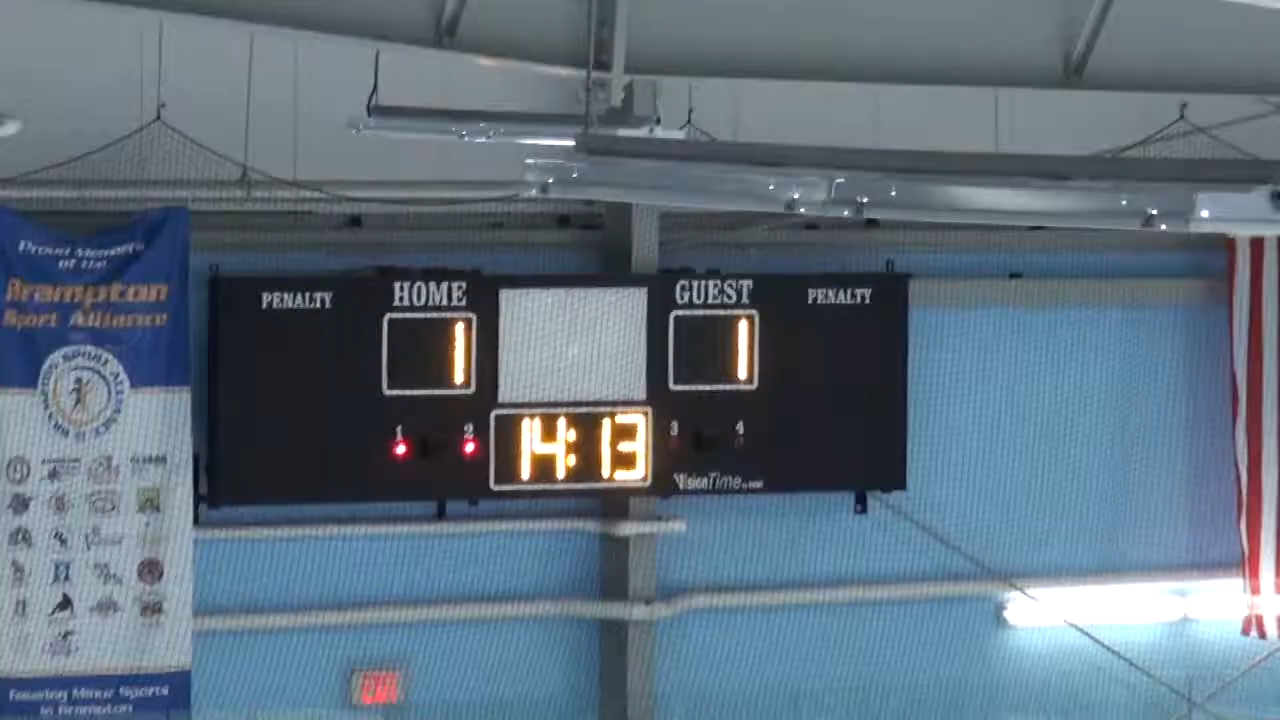 Proud Members
of the
Brampton
Sport Alliance
PENALTY
HOME
GUEST
PENALTY
1
1
1
2
14:13
3
4
VisionTime
EXIT
Fostering Minor Sports
in Brampton